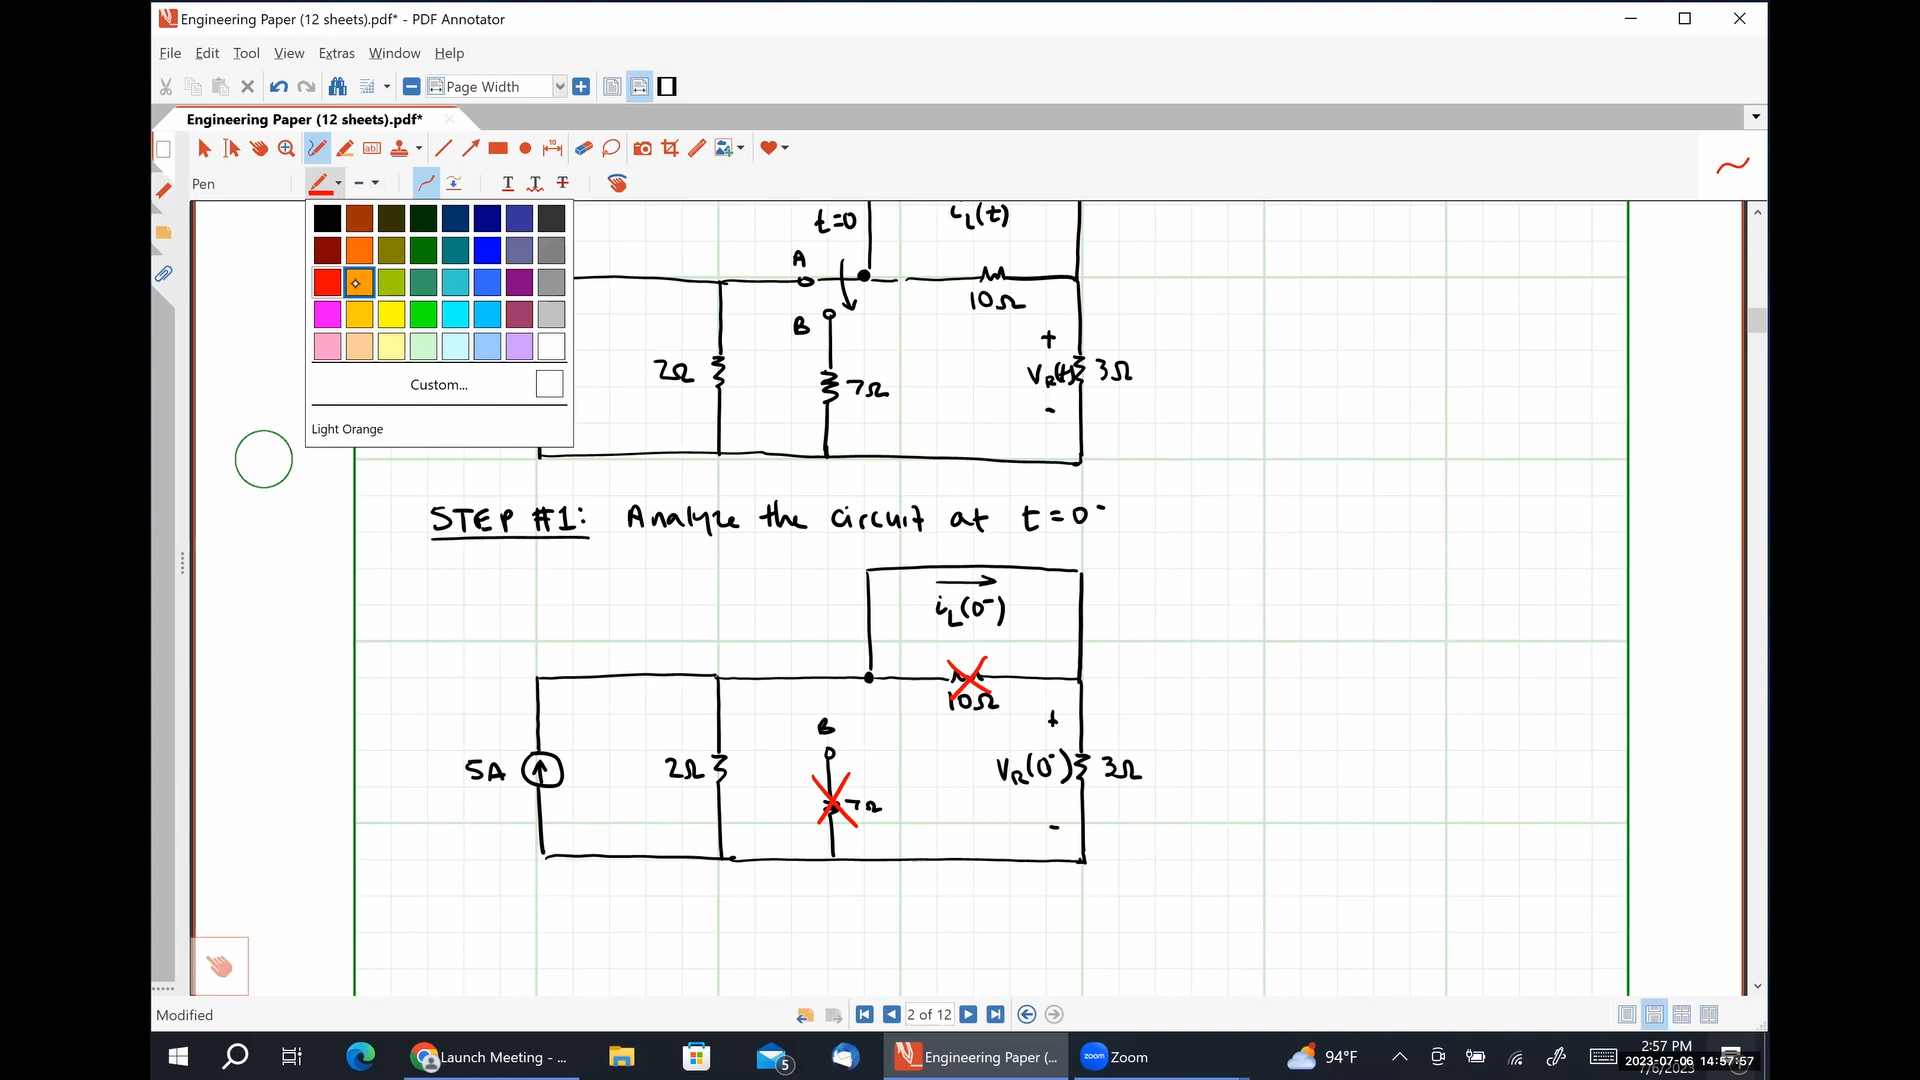 Engineering Paper (12 sheets).pdf* - PDF Annotator
File Edit Tool View Extras Window Help
Page Width
Engineering Paper (12 sheets).pdf*
Pen
Custom...
Light Orange
t=0
iL(t)
A
10Ω
B
+
2Ω
7Ω
VR(t)
3Ω
-
STEP #1: Analyze the circuit at t=0⁻
iL(0⁻)
10Ω
B
+
5A
2Ω
7Ω
VR(0⁻)
3Ω
-
Modified
2 of 12
Launch Meeting - ...
5
Engineering Paper (...
zoom
Zoom
94°F
2:57 PM
2023-07-06 14:57:57